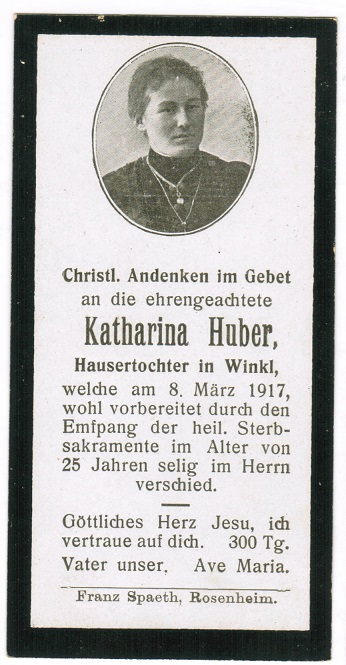 Christl. Andenken im Gebet
an die ehrengeachtete
Katharina Huber,
Hausertochter in Winkl,
welche am 8. März 1917,
wohl vorbereitet durch den
Emfpang der heil. Sterb-
sakramente im Alter von
25 Jahren selig im Herrn
verschied.
Göttliches Herz Jesu, ich
vertraue auf dich. 300 Tg.
Vater unser. Ave Maria.
Franz Spaeth, Rosenheim.